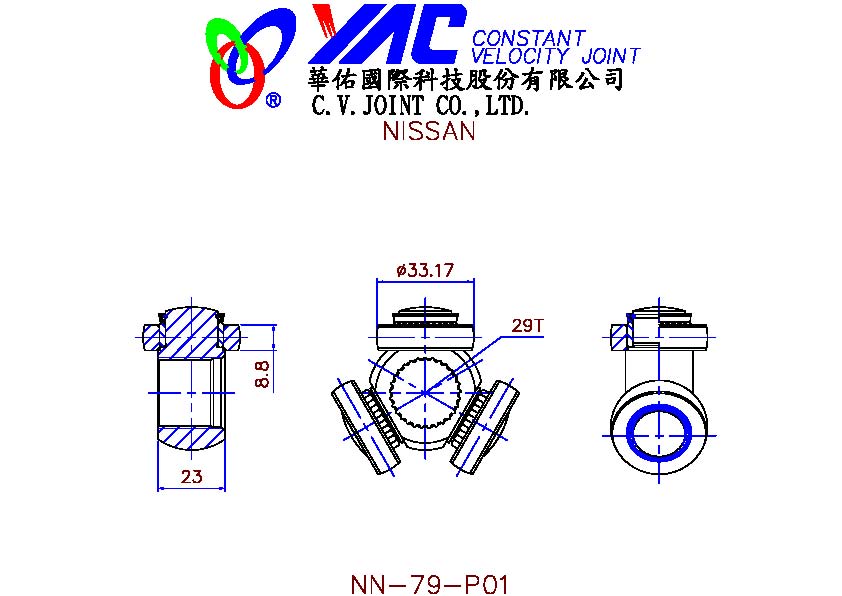 YAC CONSTANT
VELOCITY JOINT
®
華佑國際科技股份有限公司
C.V.JOINT CO.,LTD.
NISSAN
ø33.17
29T
8.8
23
NN-79-P01